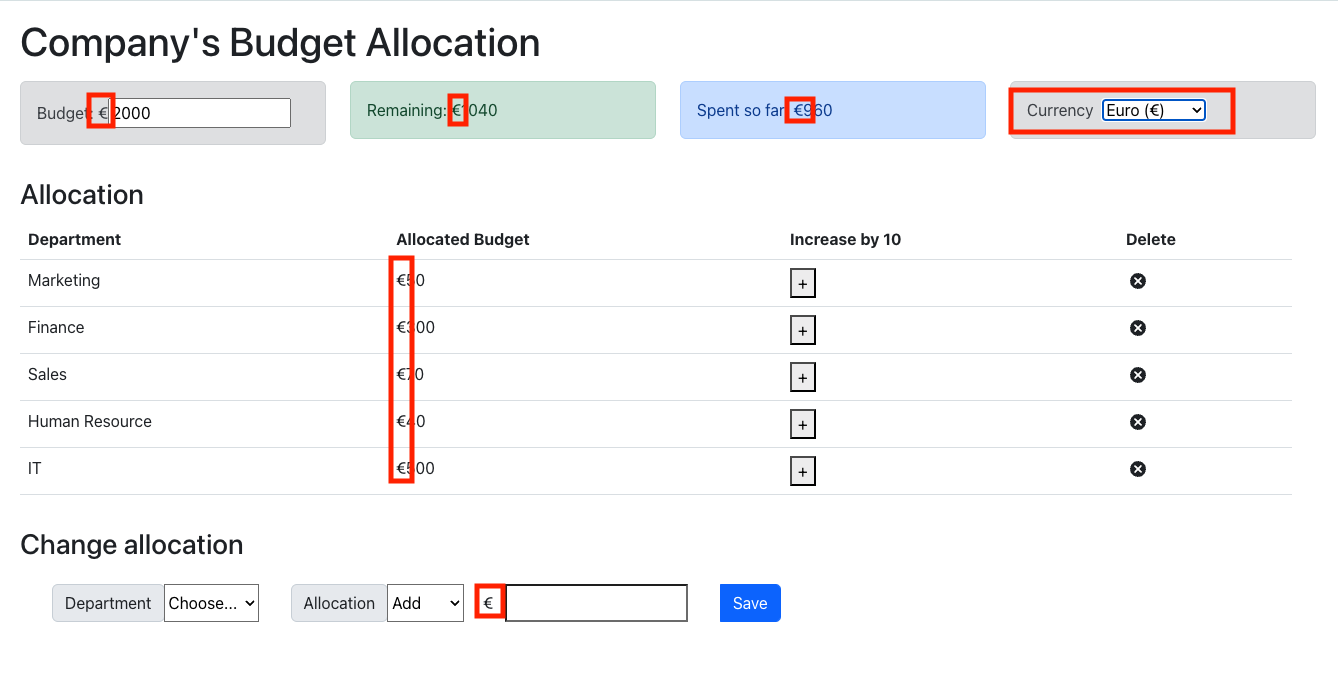 Company's Budget Allocation
Budget: €2000 Remaining: €1040 Spent so far: €960 Currency Euro (€)
Allocation
Department Allocated Budget Increase by 10 Delete
Marketing €50 +
Finance €300 +
Sales €70 +
Human Resource €40 +
IT €500 +
Change allocation
Department Choose... Allocation Add € Save